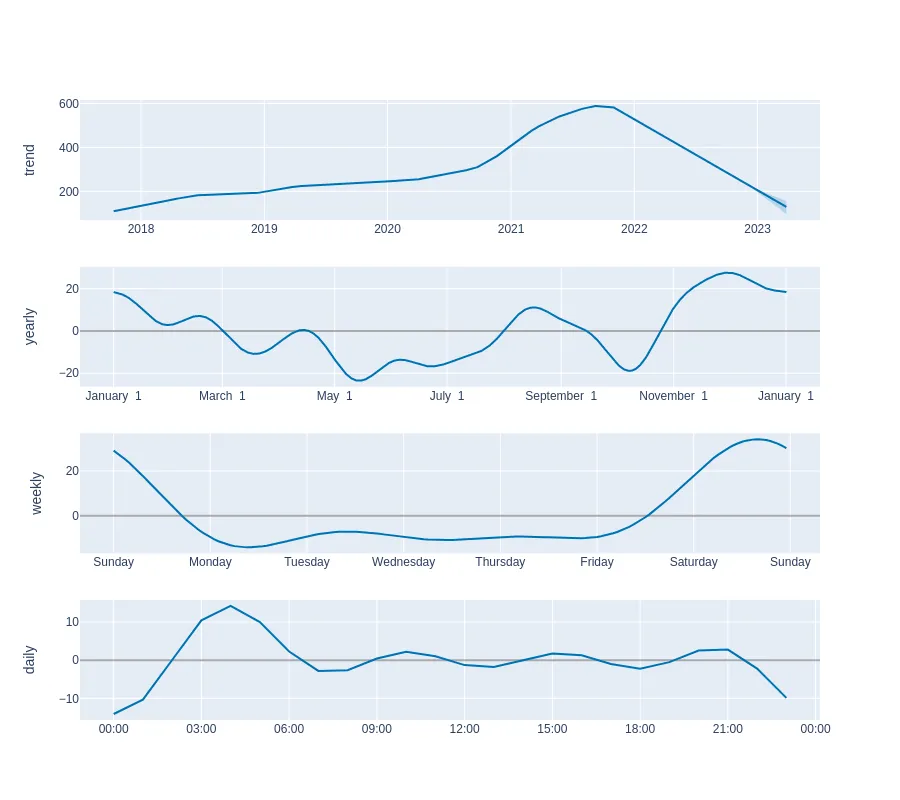 trend
600
400
200
2018 2019 2020 2021 2022 2023
yearly
20
0
−20
January 1 March 1 May 1 July 1 September 1 November 1 January 1
weekly
20
0
Sunday Monday Tuesday Wednesday Thursday Friday Saturday Sunday
daily
10
0
−10
00:00 03:00 06:00 09:00 12:00 15:00 18:00 21:00 00:00